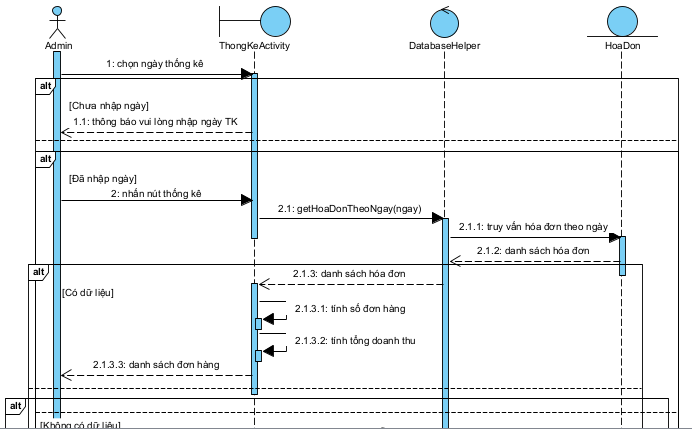 Admin
ThongKeActivity
DatabaseHelper
HoaDon
1: chọn ngày thống kê
alt
[Chưa nhập ngày]
1.1: thông báo vui lòng nhập ngày TK
alt
[Đã nhập ngày]
2: nhấn nút thống kê
2.1: getHoaDonTheoNgay(ngay)
2.1.1: truy vấn hóa đơn theo ngày
2.1.2: danh sách hóa đơn
alt
2.1.3: danh sách hóa đơn
[Có dữ liệu]
2.1.3.1: tính số đơn hàng
2.1.3.2: tính tổng doanh thu
2.1.3.3: danh sách đơn hàng
alt
[Không có dữ liệu]